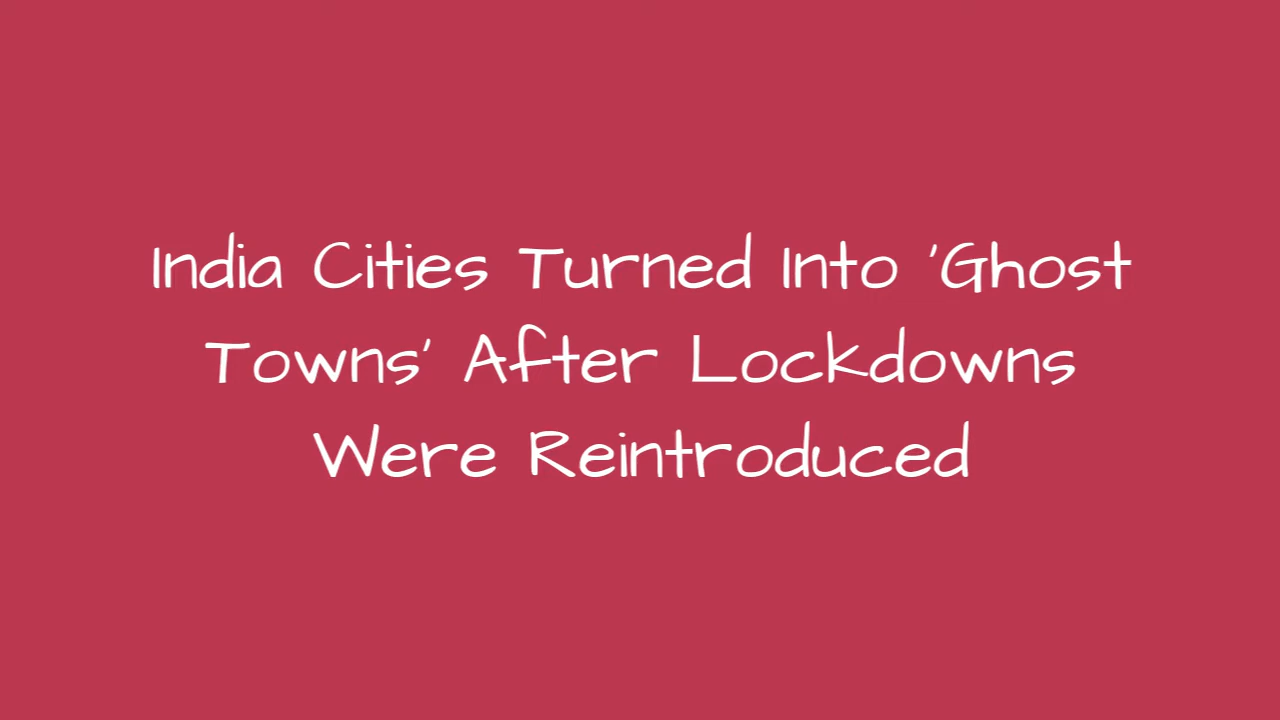 India Cities Turned Into 'Ghost
Towns' After Lockdowns
Were Reintroduced